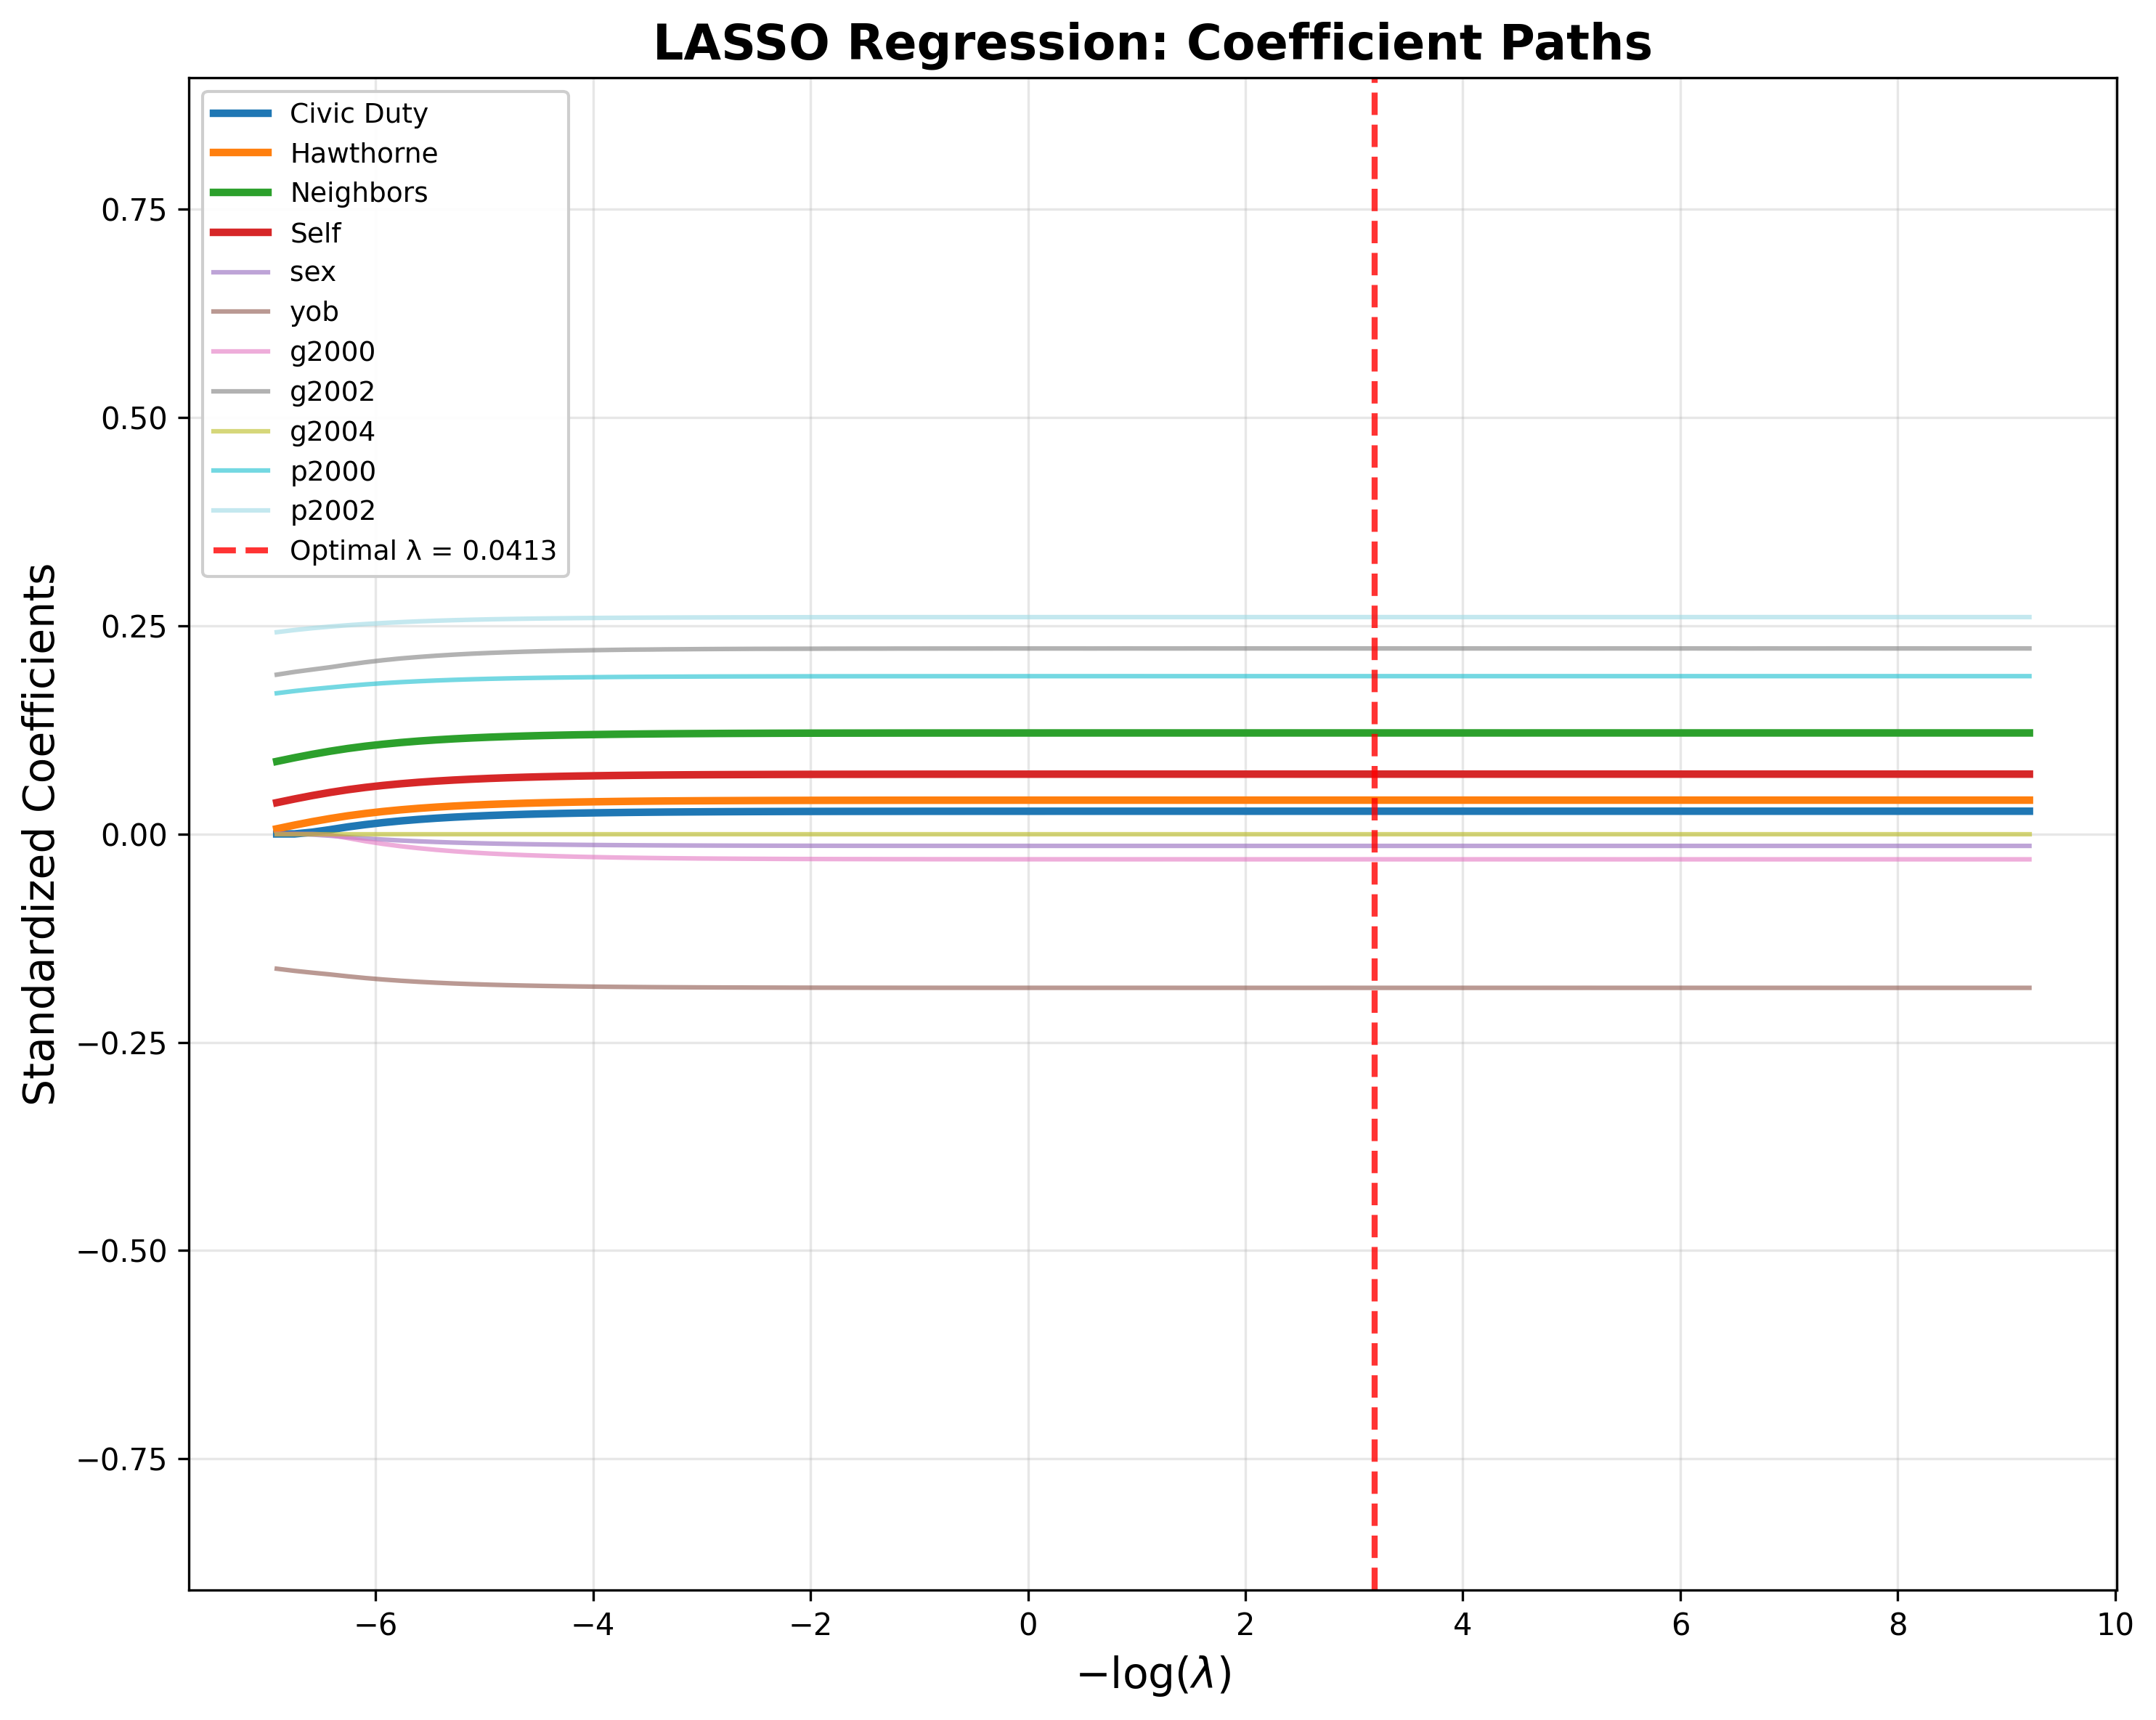 LASSO Regression: Coefficient Paths
Civic Duty
Hawthorne
Neighbors
Self
sex
yob
g2000
g2002
g2004
p2000
p2002
Optimal λ = 0.0413
Standardized Coefficients
0.75
0.50
0.25
0.00
−0.25
−0.50
−0.75
−6 −4 −2 0 2 4 6 8 10
−log(λ)